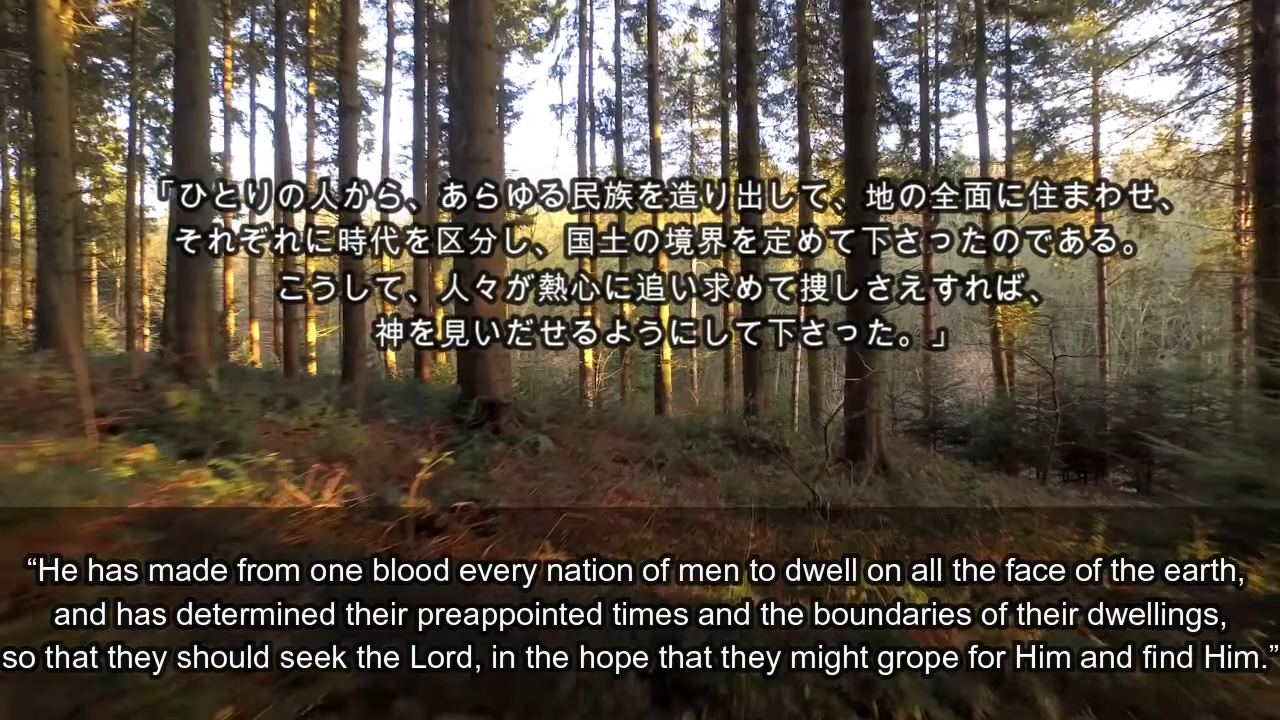 「ひとりの人から、あらゆる民族を造り出して、地の全面に住まわせ、
それぞれに時代を区分し、国土の境界を定めて下さったのである。
こうして、人々が熱心に追い求めて捜しさえすれば、
神を見いだせるようにして下さった。」
“He has made from one blood every nation of men to dwell on all the face of the earth,
and has determined their preappointed times and the boundaries of their dwellings,
so that they should seek the Lord, in the hope that they might grope for Him and find Him.”